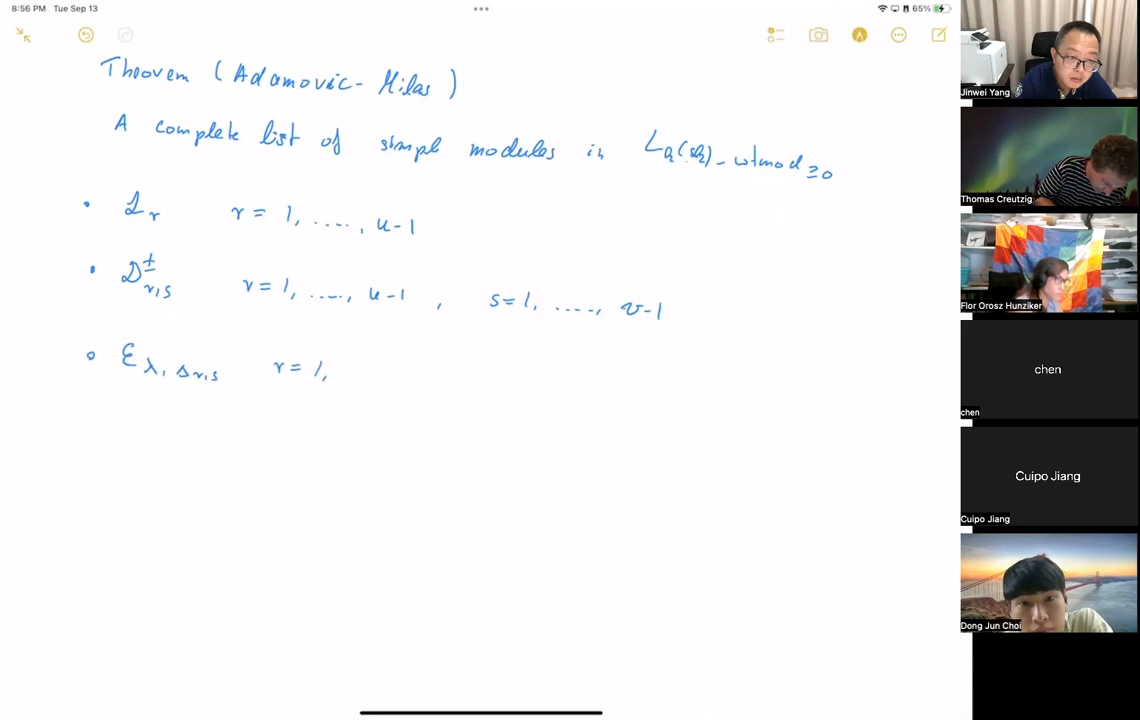 8:56 PM Tue Sep 13
65%
Theorem (Adamovic-Milas)
A complete list of simple modules in L_k(sl_2)-wtmod_{≥0}
• L_r r = 1, ....., u-1
• D^±_{r,s} r = 1, ....., u-1 , s = 1, ....., v-1
• E_{λ, Δ_{r,s}} r = 1,
Jinwei Yang
Thomas Creutzig
Flor Orosz Hunziker
chen
chen
Cuipo Jiang
Cuipo Jiang
Dong Jun Choi